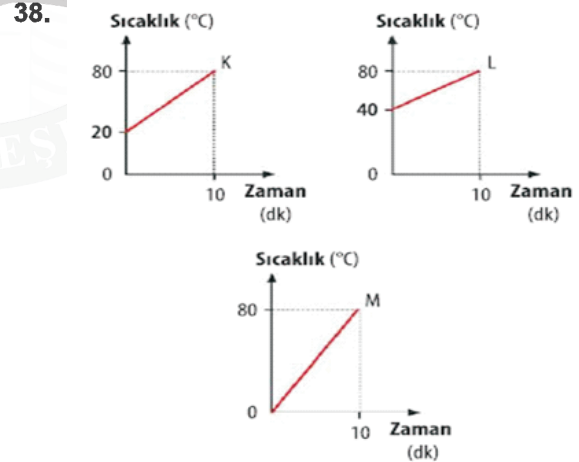 38.
Sıcaklık (°C)
80
K
20
0
10
Zaman
(dk)
Sıcaklık (°C)
80
L
40
0
10
Zaman
(dk)
Sıcaklık (°C)
80
M
0
10
Zaman
(dk)